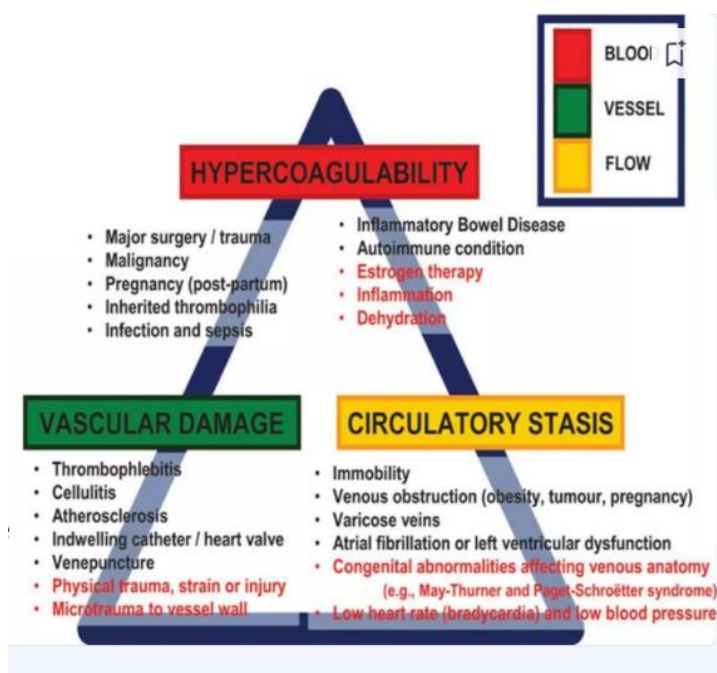 BLOOD
VESSEL
FLOW
HYPERCOAGULABILITY
• Major surgery / trauma
• Malignancy
• Pregnancy (post-partum)
• Inherited thrombophilia
• Infection and sepsis
• Inflammatory Bowel Disease
• Autoimmune condition
• Estrogen therapy
• Inflammation
• Dehydration
VASCULAR DAMAGE
• Thrombophlebitis
• Cellulitis
• Atherosclerosis
• Indwelling catheter / heart valve
• Venepuncture
• Physical trauma, strain or injury
• Microtrauma to vessel wall
CIRCULATORY STASIS
• Immobility
• Venous obstruction (obesity, tumour, pregnancy)
• Varicose veins
• Atrial fibrillation or left ventricular dysfunction
• Congenital abnormalities affecting venous anatomy
(e.g., May-Thurner and Paget-Schroëtter syndrome)
• Low heart rate (bradycardia) and low blood pressure